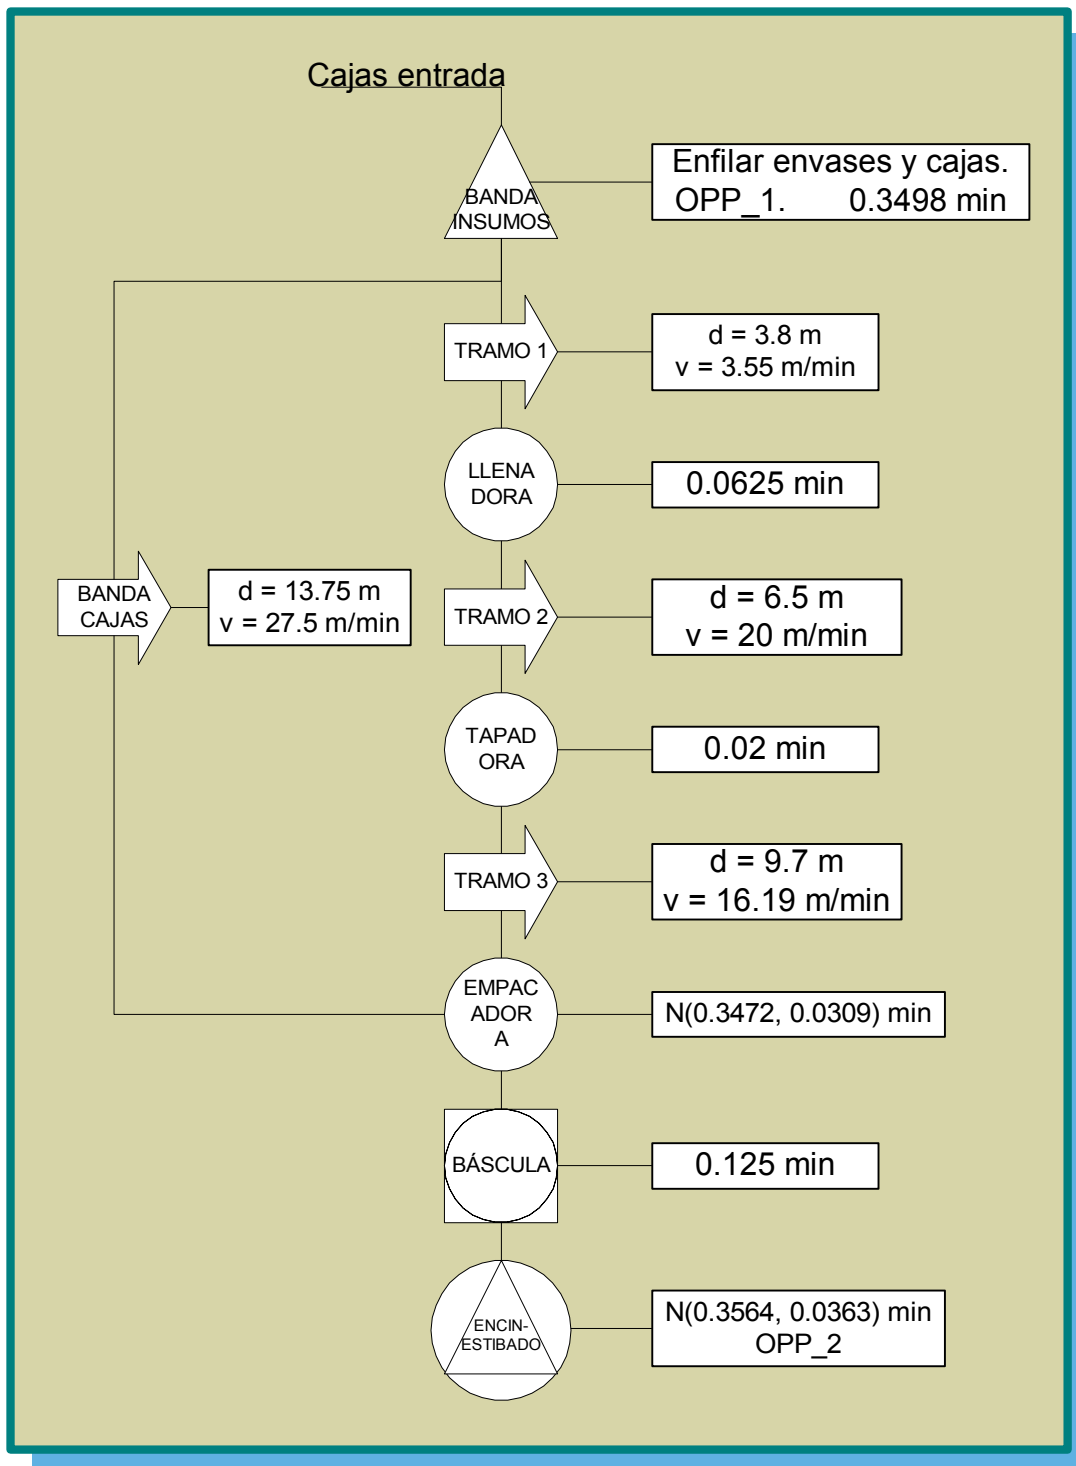 Cajas entrada
BANDA
INSUMOS
Enfilar envases y cajas.
OPP_1. 0.3498 min
TRAMO 1
d = 3.8 m
v = 3.55 m/min
LLENA
DORA
0.0625 min
BANDA
CAJAS
d = 13.75 m
v = 27.5 m/min
TRAMO 2
d = 6.5 m
v = 20 m/min
TAPAD
ORA
0.02 min
TRAMO 3
d = 9.7 m
v = 16.19 m/min
EMPAC
ADOR
A
N(0.3472, 0.0309) min
BÁSCULA
0.125 min
ENCIN-
ESTIBADO
N(0.3564, 0.0363) min
OPP_2